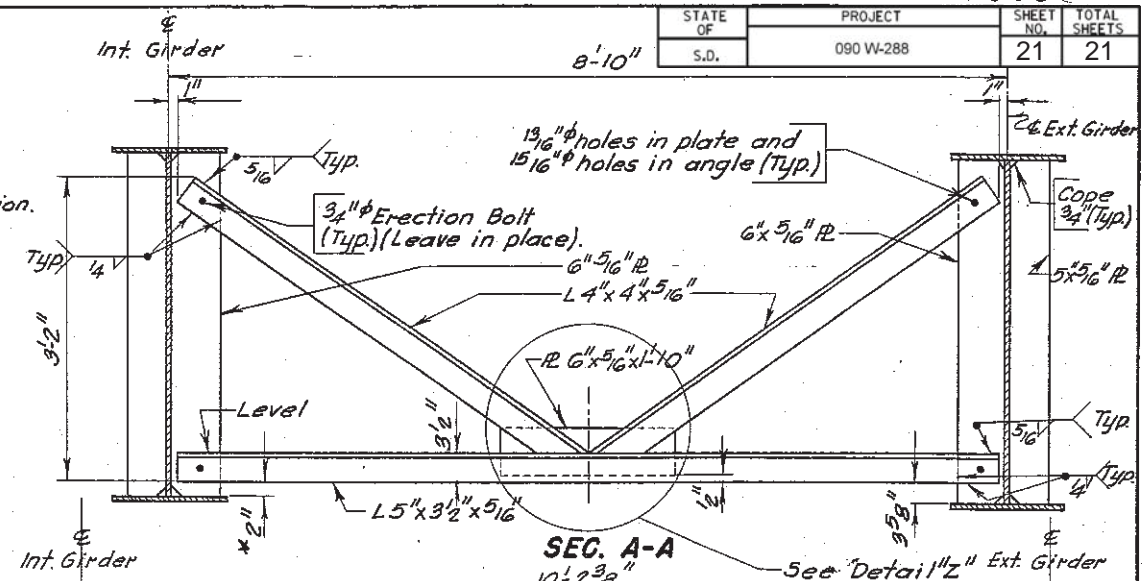 STATE OF
PROJECT
SHEET NO.
TOTAL SHEETS
S.D.
090 W-288
21
21
℄
Int. Girder
8'-10"
1"
1"
℄ Ext. Girder
5/16
Typ.
13/16"ϕ holes in plate and
15/16"ϕ holes in angle (Typ.)
Cope
3/4" (Typ.)
3/4"ϕ Erection Bolt
(Typ.) (Leave in place).
Typ.
1/4
6"x 5/16" PL
5"x 5/16" PL
6" 5/16" PL
L 4"x 4"x 5/16"
3'-2"
PL 6"x 5/16"x 1'-10"
Level
3 1/2"
5/16
Typ.
1/4
Typ.
*2"
L 5"x 3 1/2"x 5/16"
1/2"
3 5/8"
SEC. A-A
See Detail "Z"
℄
Int. Girder
℄
Ext. Girder
10'-2 3/8"